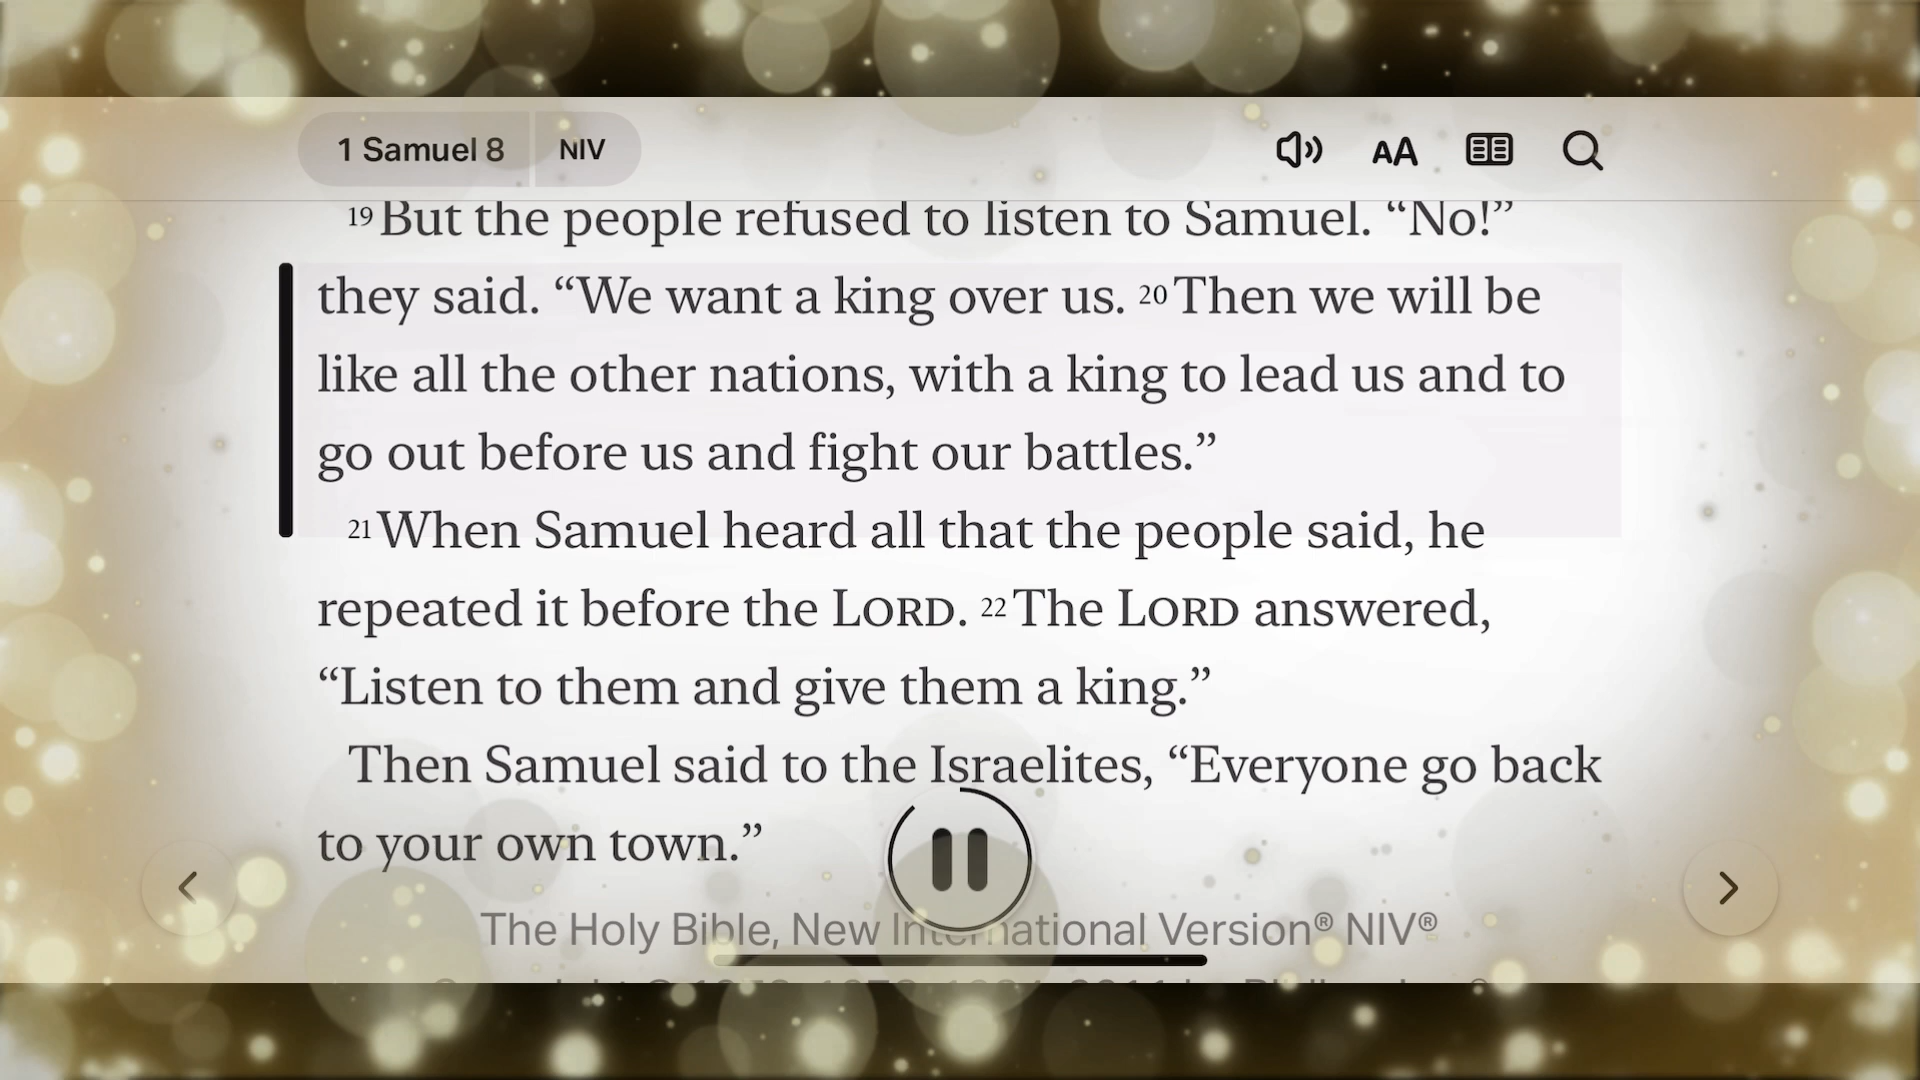 1 Samuel 8 NIV AA
19 But the people refused to listen to Samuel. “No!”
they said. “We want a king over us. 20 Then we will be
like all the other nations, with a king to lead us and to
go out before us and fight our battles.”
21 When Samuel heard all that the people said, he
repeated it before the LORD. 22 The LORD answered,
“Listen to them and give them a king.”
Then Samuel said to the Israelites, “Everyone go back
to your own town.”
The Holy Bible, New International Version® NIV®